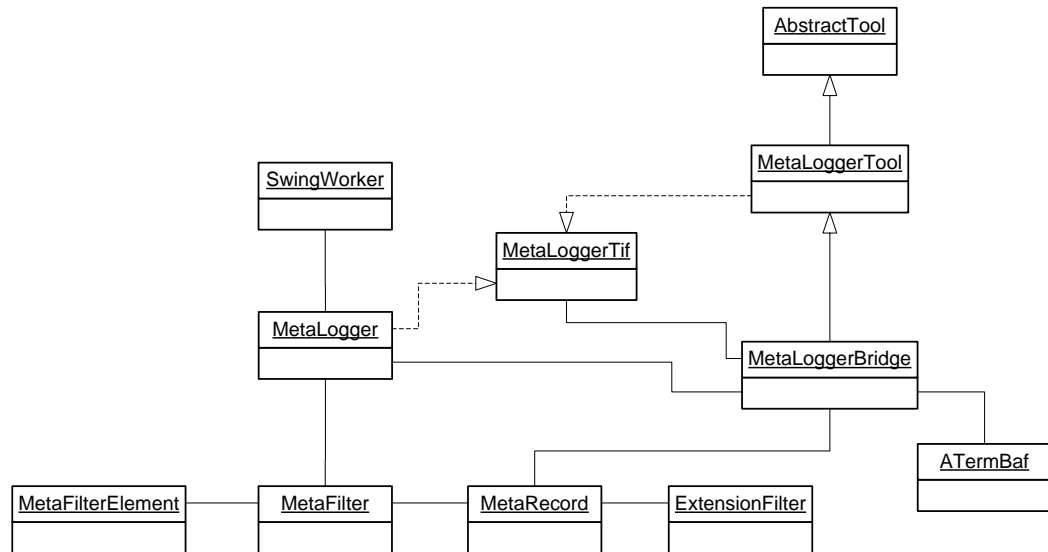 AbstractTool
MetaLoggerTool
SwingWorker
MetaLoggerTif
MetaLogger
MetaLoggerBridge
ATermBaf
MetaFilterElement
MetaFilter
MetaRecord
ExtensionFilter